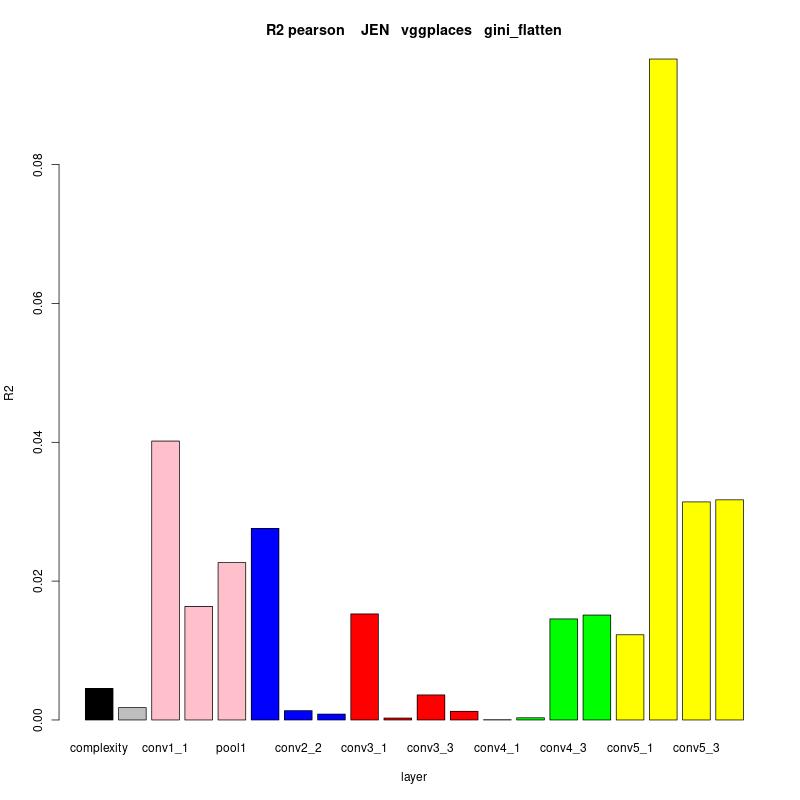 R2 pearson    JEN   vggplaces   gini_flatten
0.08
0.06
0.04
0.02
0.00
R2
complexity conv1_1 pool1 conv2_2 conv3_1 conv3_3 conv4_1 conv4_3 conv5_1 conv5_3
layer